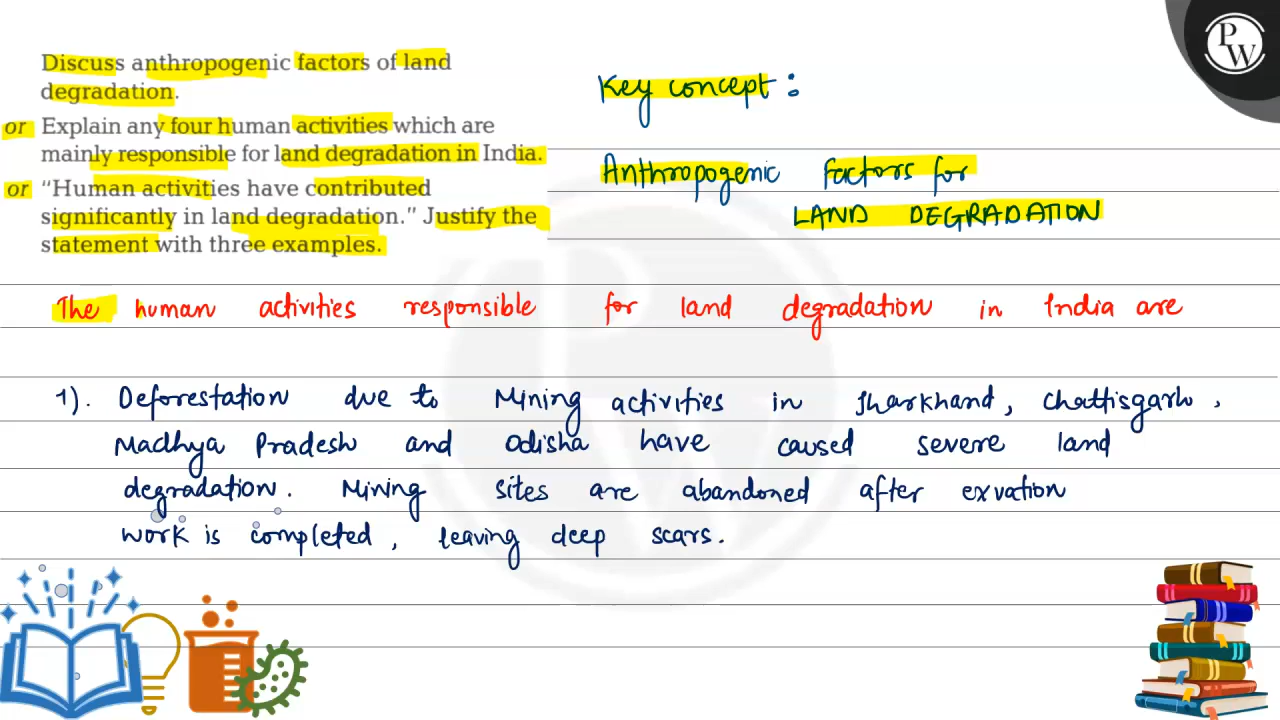 Discuss anthropogenic factors of land
degradation.
or Explain any four human activities which are
mainly responsible for land degradation in India.
or “Human activities have contributed
significantly in land degradation.” Justify the
statement with three examples.
Key concept :
Anthropogenic factors for
LAND DEGRADATION
PW
The human activities responsible for land degradation in India are
1). Deforestation due to Mining activities in Jharkhand, Chattisgarh,
Madhya Pradesh and Odisha have caused severe land
degradation. Mining sites are abandoned after exvation
work is completed, leaving deep scars.